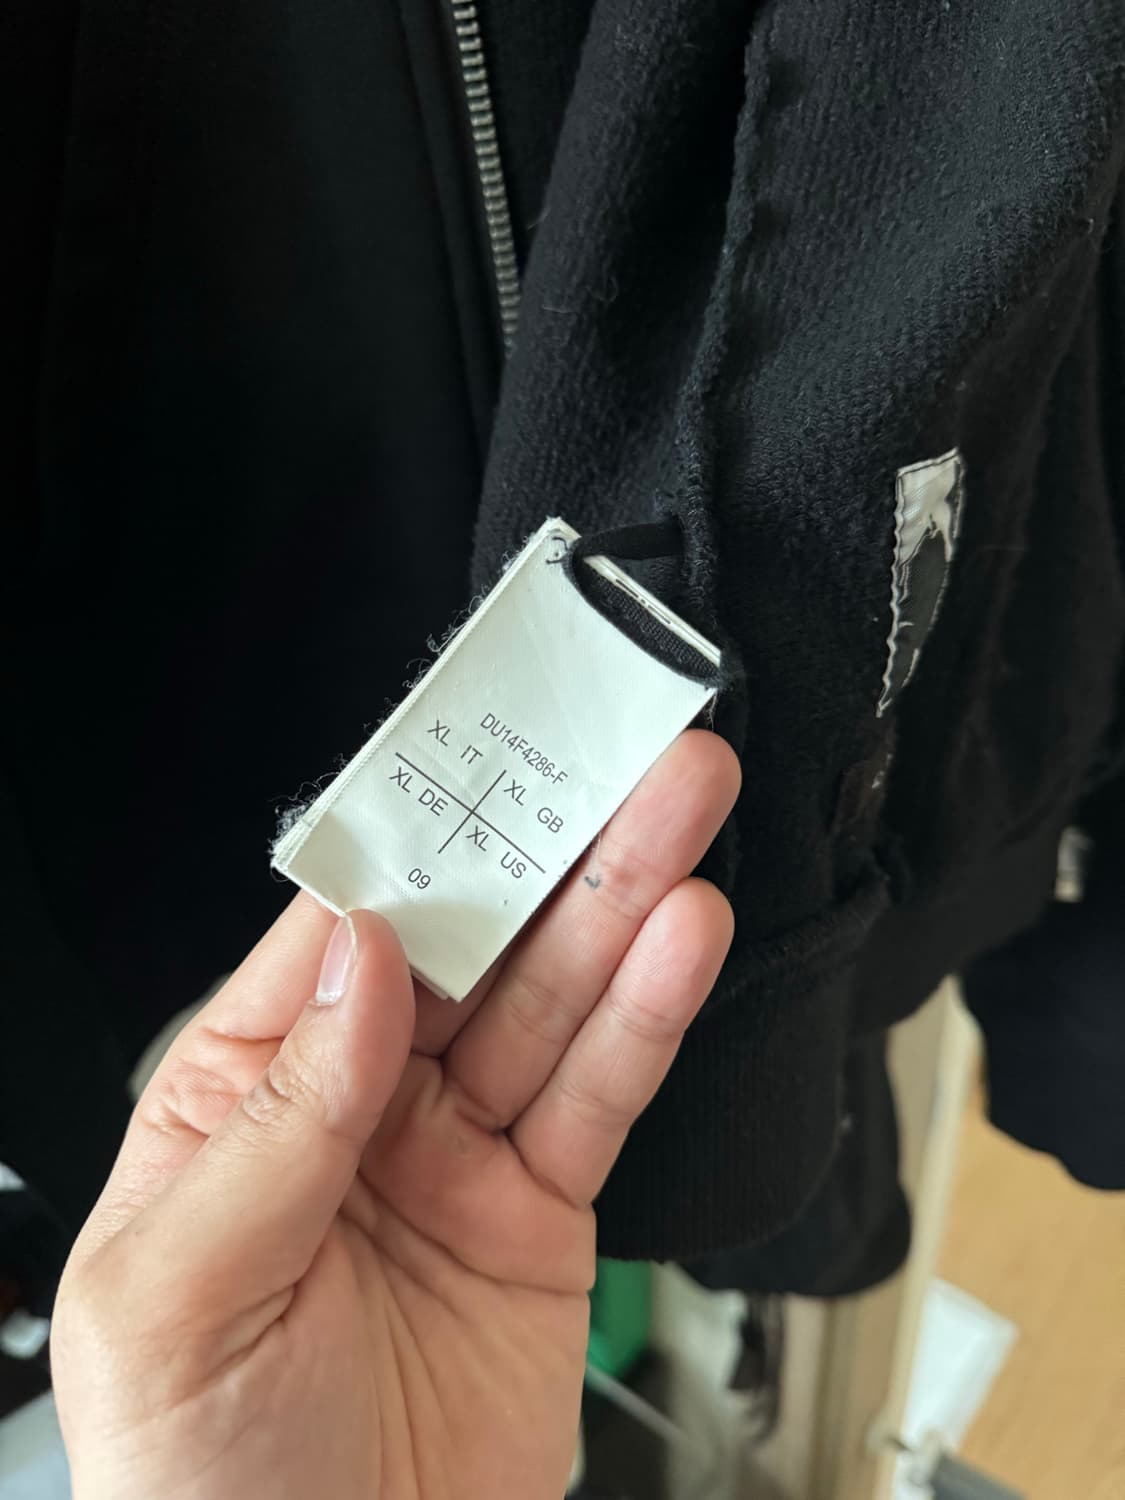 DU14F4286-F
XL IT | XL GB
XL DE | XL US
09